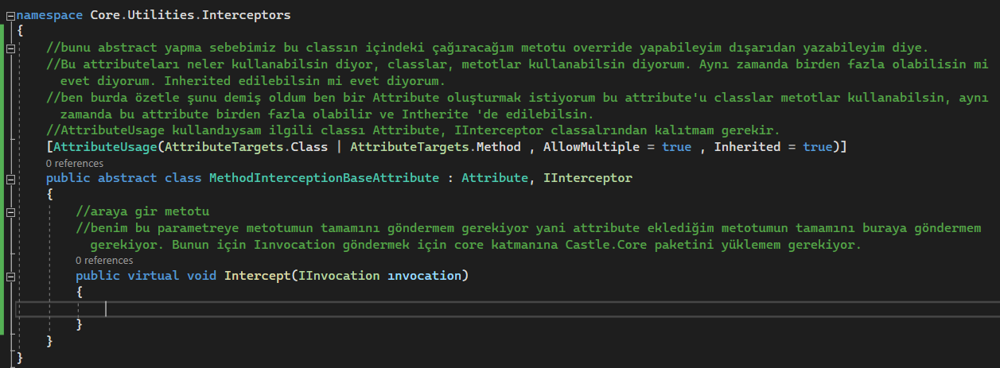 namespace Core.Utilities.Interceptors
{
//bunu abstract yapma sebebimiz bu classın içindeki çağıracağım metotu override yapabileyim dışarıdan yazabileyim diye.
//Bu attributeları neler kullanabilsin diyor, classlar, metotlar kullanabilsin diyorum. Aynı zamanda birden fazla olabilisin mi
evet diyorum. Inherited edilebilsin mi evet diyorum.
//ben burda özetle şunu demiş oldum ben bir Attribute oluşturmak istiyorum bu attribute'u classlar metotlar kullanabilsin, aynı
zamanda bu attribute birden fazla olabilir ve Intherite 'de edilebilsin.
//AttributeUsage kullandıysam ilgili classı Attribute, IInterceptor classalrından kalıtmam gerekir.
[AttributeUsage(AttributeTargets.Class | AttributeTargets.Method , AllowMultiple = true , Inherited = true)]
0 references
public abstract class MethodInterceptionBaseAttribute : Attribute, IInterceptor
{
//araya gir metotu
//benim bu parametreye metotumun tamamını göndermem gerekiyor yani attribute eklediğim metotumun tamamını buraya göndermem
gerekiyor. Bunun için Iınvocation göndermek için core katmanına Castle.Core paketini yüklemem gerekiyor.
0 references
public virtual void Intercept(IInvocation ınvocation)
{
}
}
}